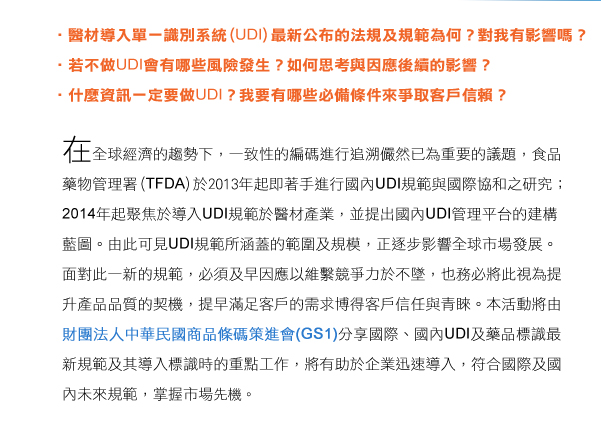 · 醫材導入單一識別系統 (UDI) 最新公布的法規及規範為何？對我有影響嗎？
· 若不做UDI會有哪些風險發生？如何思考與因應後續的影響？
· 什麼資訊一定要做UDI？我要有哪些必備條件來爭取客戶信賴？
在全球經濟的趨勢下，一致性的編碼進行追溯儼然已為重要的議題，食品
藥物管理署 (TFDA) 於2013年起即著手進行國內UDI規範與國際協和之研究；
2014年起聚焦於導入UDI規範於醫材產業，並提出國內UDI管理平台的建構
藍圖。由此可見UDI規範所涵蓋的範圍及規模，正逐步影響全球市場發展。
面對此一新的規範，必須及早因應以維繫競爭力於不墜，也務必將此視為提
升產品品質的契機，提早滿足客戶的需求博得客戶信任與青睞。本活動將由
財團法人中華民國商品條碼策進會(GS1)分享國際、國內UDI及藥品標識最
新規範及其導入標識時的重點工作，將有助於企業迅速導入，符合國際及國
內未來規範，掌握市場先機。